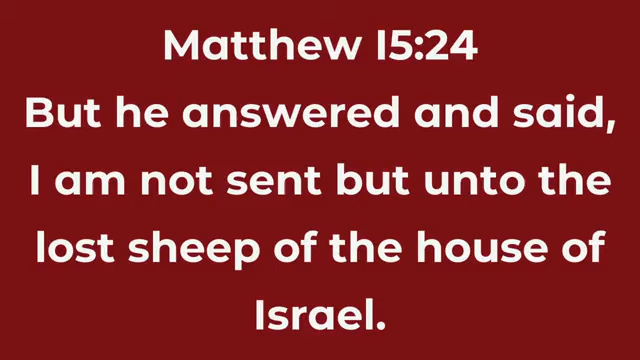 Matthew I5:24
But he answered and said,
I am not sent but unto the
lost sheep of the house of
Israel.